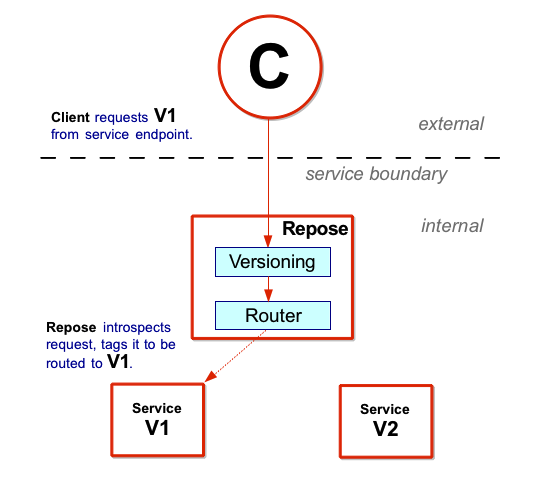 C
Client requests V1
from service endpoint.
external
service boundary
internal
Repose
Versioning
Router
Repose introspects
request, tags it to be
routed to V1.
Service
V1
Service
V2